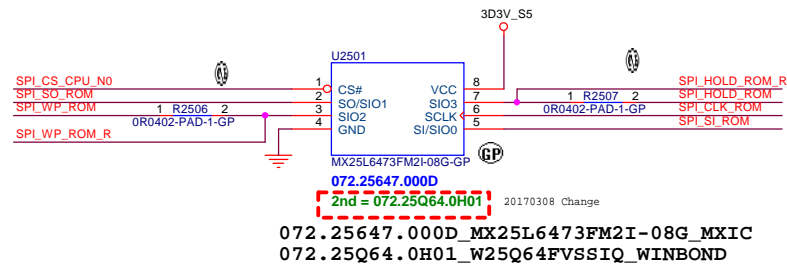 3D3V_S5
U2501
SPI_CS_CPU_N0 1 CS# VCC 8 SPI_HOLD_ROM_R
SPI_SO_ROM 2 SO/SIO1 SIO3 7 1 R2507 2 SPI_HOLD_ROM
SPI_WP_ROM 1 R2506 2 3 SIO2 SCLK 6 0R0402-PAD-1-GP SPI_CLK_ROM
0R0402-PAD-1-GP 4 GND SI/SIO0 5 SPI_SI_ROM
SPI_WP_ROM_R
MX25L6473FM2I-08G-GP GP
072.25647.000D
2nd = 072.25Q64.0H01 20170308 Change
072.25647.000D_MX25L6473FM2I-08G_MXIC
072.25Q64.0H01_W25Q64FVSSIQ_WINBOND